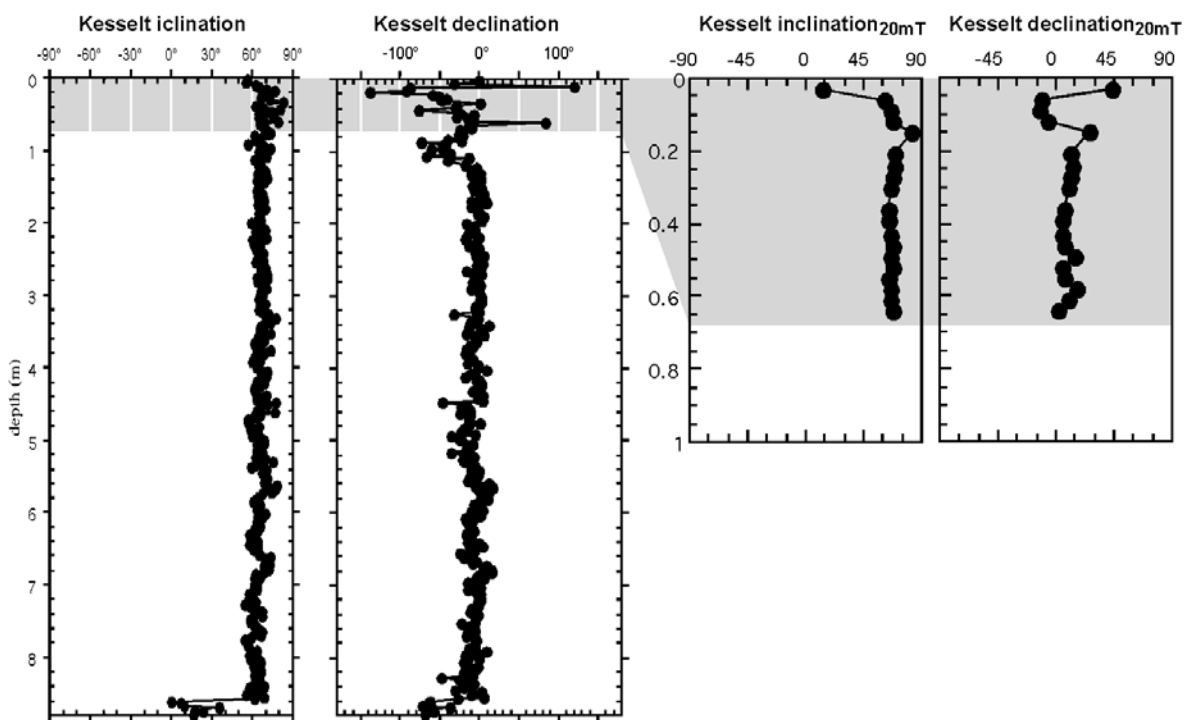 Kesselt iclination
Kesselt declination
Kesselt inclination20mT
Kesselt declination20mT
-90° -60° -30° 0° 30° 60° 90°
-100° 0° 100°
-90 -45 0 45 90
-45 0 45 90
0
1
2
3
4
5
6
7
8
depth (m)
0
0.2
0.4
0.6
0.8
1